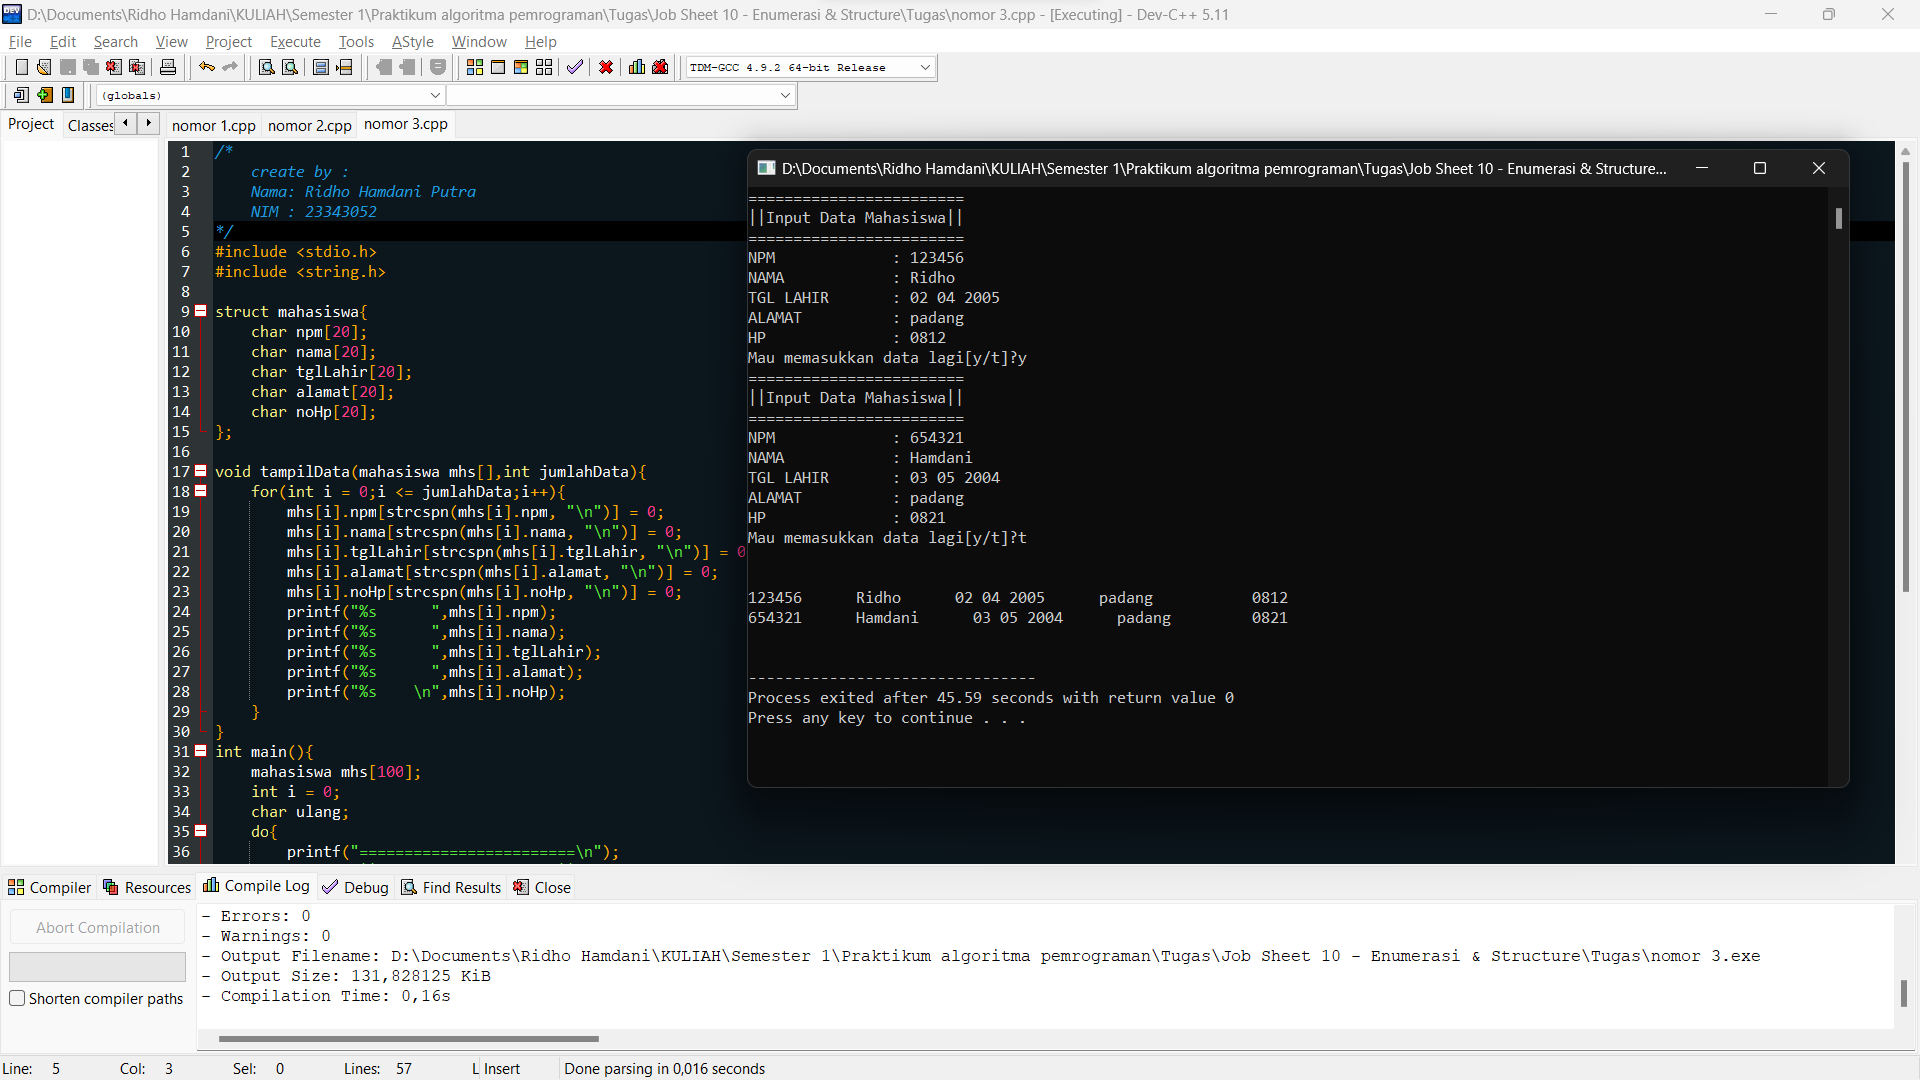 D:\Documents\Ridho Hamdani\KULIAH\Semester 1\Praktikum algoritma pemrograman\Tugas\Job Sheet 10 - Enumerasi & Structure\Tugas\nomor 3.cpp - [Executing] - Dev-C++ 5.11
File Edit Search View Project Execute Tools AStyle Window Help
TDM-GCC 4.9.2 64-bit Release
(globals)
Project Classes nomor 1.cpp nomor 2.cpp nomor 3.cpp
1 /*
2 create by :
3 Nama: Ridho Hamdani Putra
4 NIM : 23343052
5 */
6 #include <stdio.h>
7 #include <string.h>
8
9 struct mahasiswa{
10 char npm[20];
11 char nama[20];
12 char tglLahir[20];
13 char alamat[20];
14 char noHp[20];
15 };
16
17 void tampilData(mahasiswa mhs[],int jumlahData){
18 for(int i = 0;i <= jumlahData;i++){
19 mhs[i].npm[strcspn(mhs[i].npm, "\n")] = 0;
20 mhs[i].nama[strcspn(mhs[i].nama, "\n")] = 0;
21 mhs[i].tglLahir[strcspn(mhs[i].tglLahir, "\n")] = 0
22 mhs[i].alamat[strcspn(mhs[i].alamat, "\n")] = 0;
23 mhs[i].noHp[strcspn(mhs[i].noHp, "\n")] = 0;
24 printf("%s      ",mhs[i].npm);
25 printf("%s      ",mhs[i].nama);
26 printf("%s      ",mhs[i].tglLahir);
27 printf("%s      ",mhs[i].alamat);
28 printf("%s    \n",mhs[i].noHp);
29 }
30 }
31 int main(){
32 mahasiswa mhs[100];
33 int i = 0;
34 char ulang;
35 do{
36 printf("========================\n");
D:\Documents\Ridho Hamdani\KULIAH\Semester 1\Praktikum algoritma pemrograman\Tugas\Job Sheet 10 - Enumerasi & Structure...
========================
||Input Data Mahasiswa||
========================
NPM : 123456
NAMA : Ridho
TGL LAHIR : 02 04 2005
ALAMAT : padang
HP : 0812
Mau memasukkan data lagi[y/t]?y
========================
||Input Data Mahasiswa||
========================
NPM : 654321
NAMA : Hamdani
TGL LAHIR : 03 05 2004
ALAMAT : padang
HP : 0821
Mau memasukkan data lagi[y/t]?t
123456 Ridho 02 04 2005 padang 0812
654321 Hamdani 03 05 2004 padang 0821
--------------------------------
Process exited after 45.59 seconds with return value 0
Press any key to continue . . .
Compiler Resources Compile Log Debug Find Results Close
Abort Compilation
Shorten compiler paths
- Errors: 0
- Warnings: 0
- Output Filename: D:\Documents\Ridho Hamdani\KULIAH\Semester 1\Praktikum algoritma pemrograman\Tugas\Job Sheet 10 - Enumerasi & Structure\Tugas\nomor 3.exe
- Output Size: 131,828125 KiB
- Compilation Time: 0,16s
Line: 5 Col: 3 Sel: 0 Lines: 57 L Insert Done parsing in 0,016 seconds